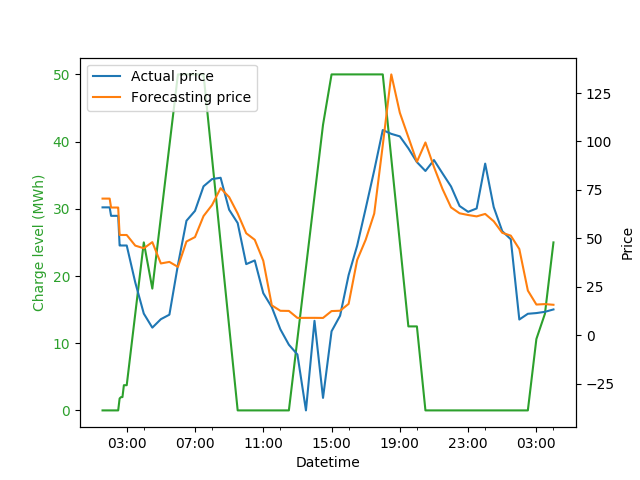 Actual price
Forecasting price
Charge level (MWh)
50
40
30
20
10
0
125
100
75
50
25
0
−25
Price
03:00 07:00 11:00 15:00 19:00 23:00 03:00
Datetime